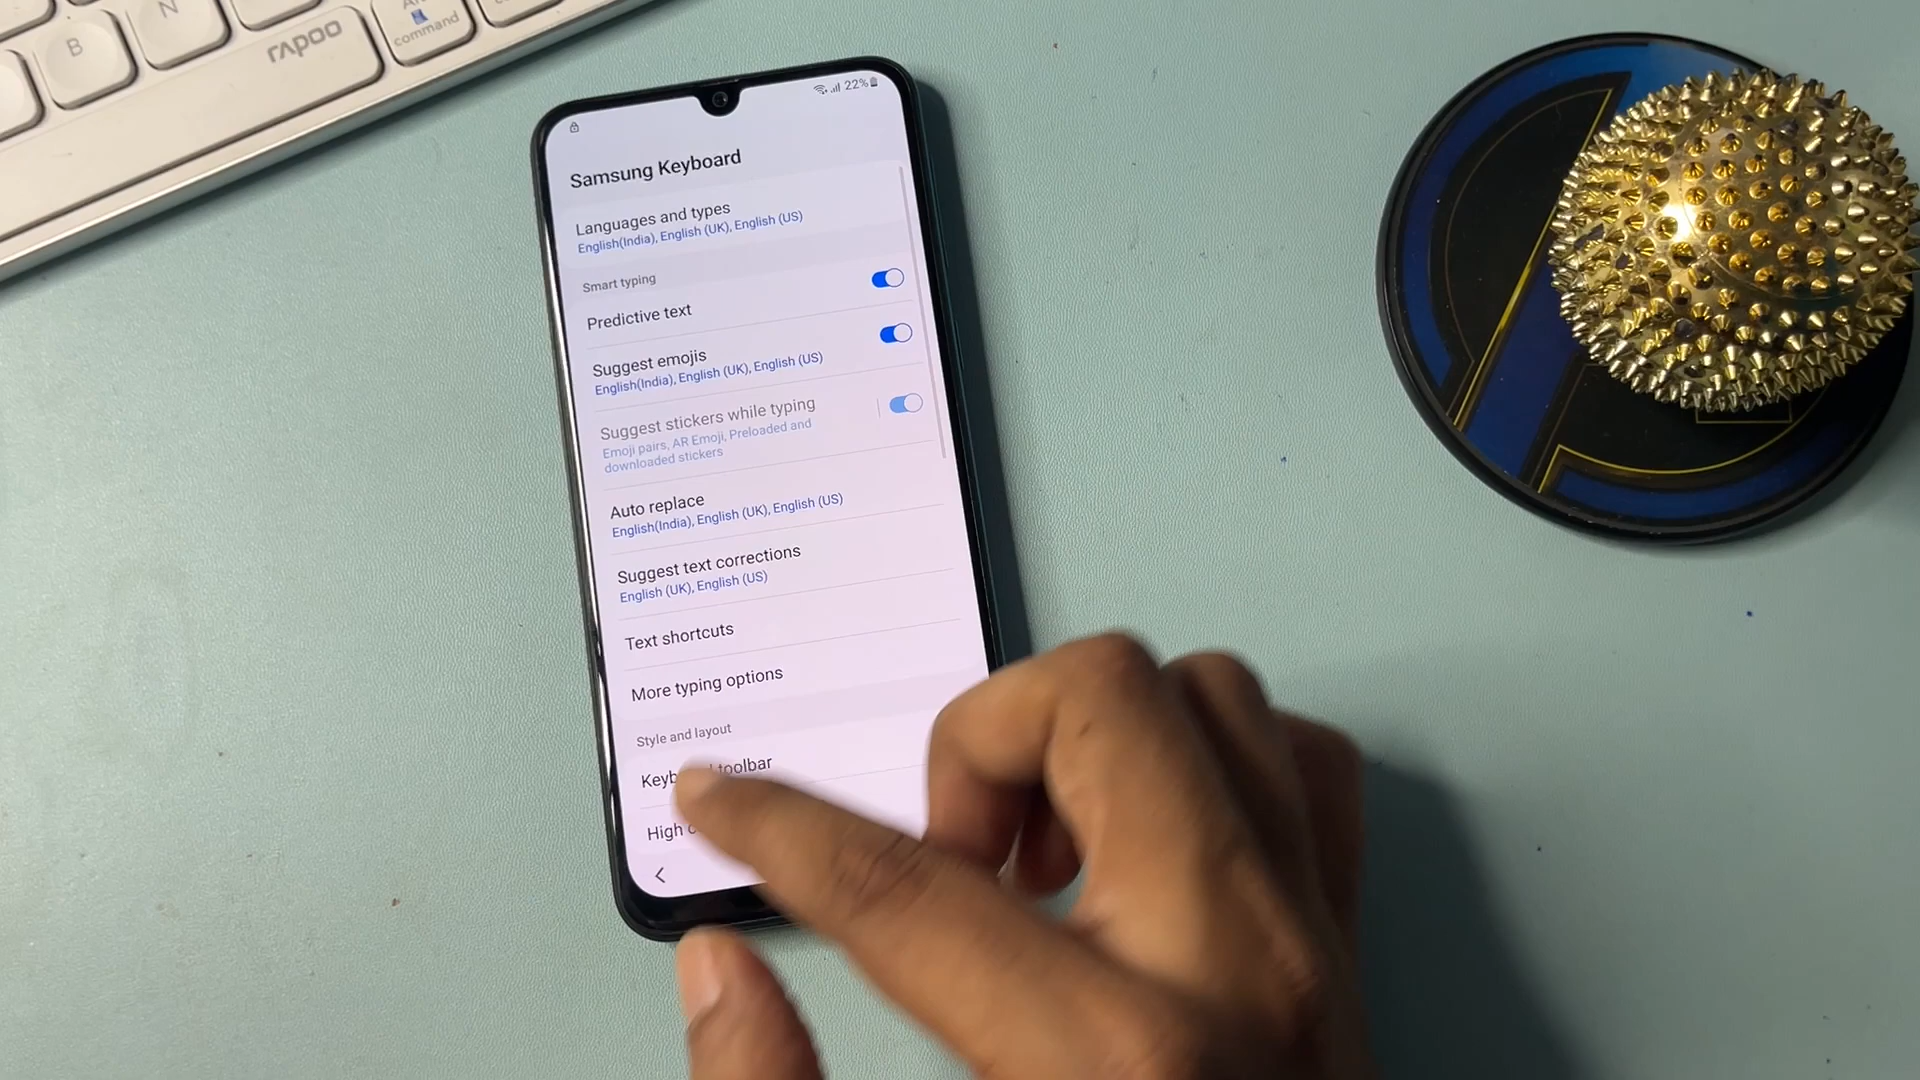 B
N
rapoo
command
22%
Samsung Keyboard
Languages and types
English(India), English (UK), English (US)
Smart typing
Predictive text
Suggest emojis
English(India), English (UK), English (US)
Suggest stickers while typing
Emoji pairs, AR Emoji, Preloaded and
downloaded stickers
Auto replace
English(India), English (UK), English (US)
Suggest text corrections
English (UK), English (US)
Text shortcuts
More typing options
Style and layout
toolbar
High